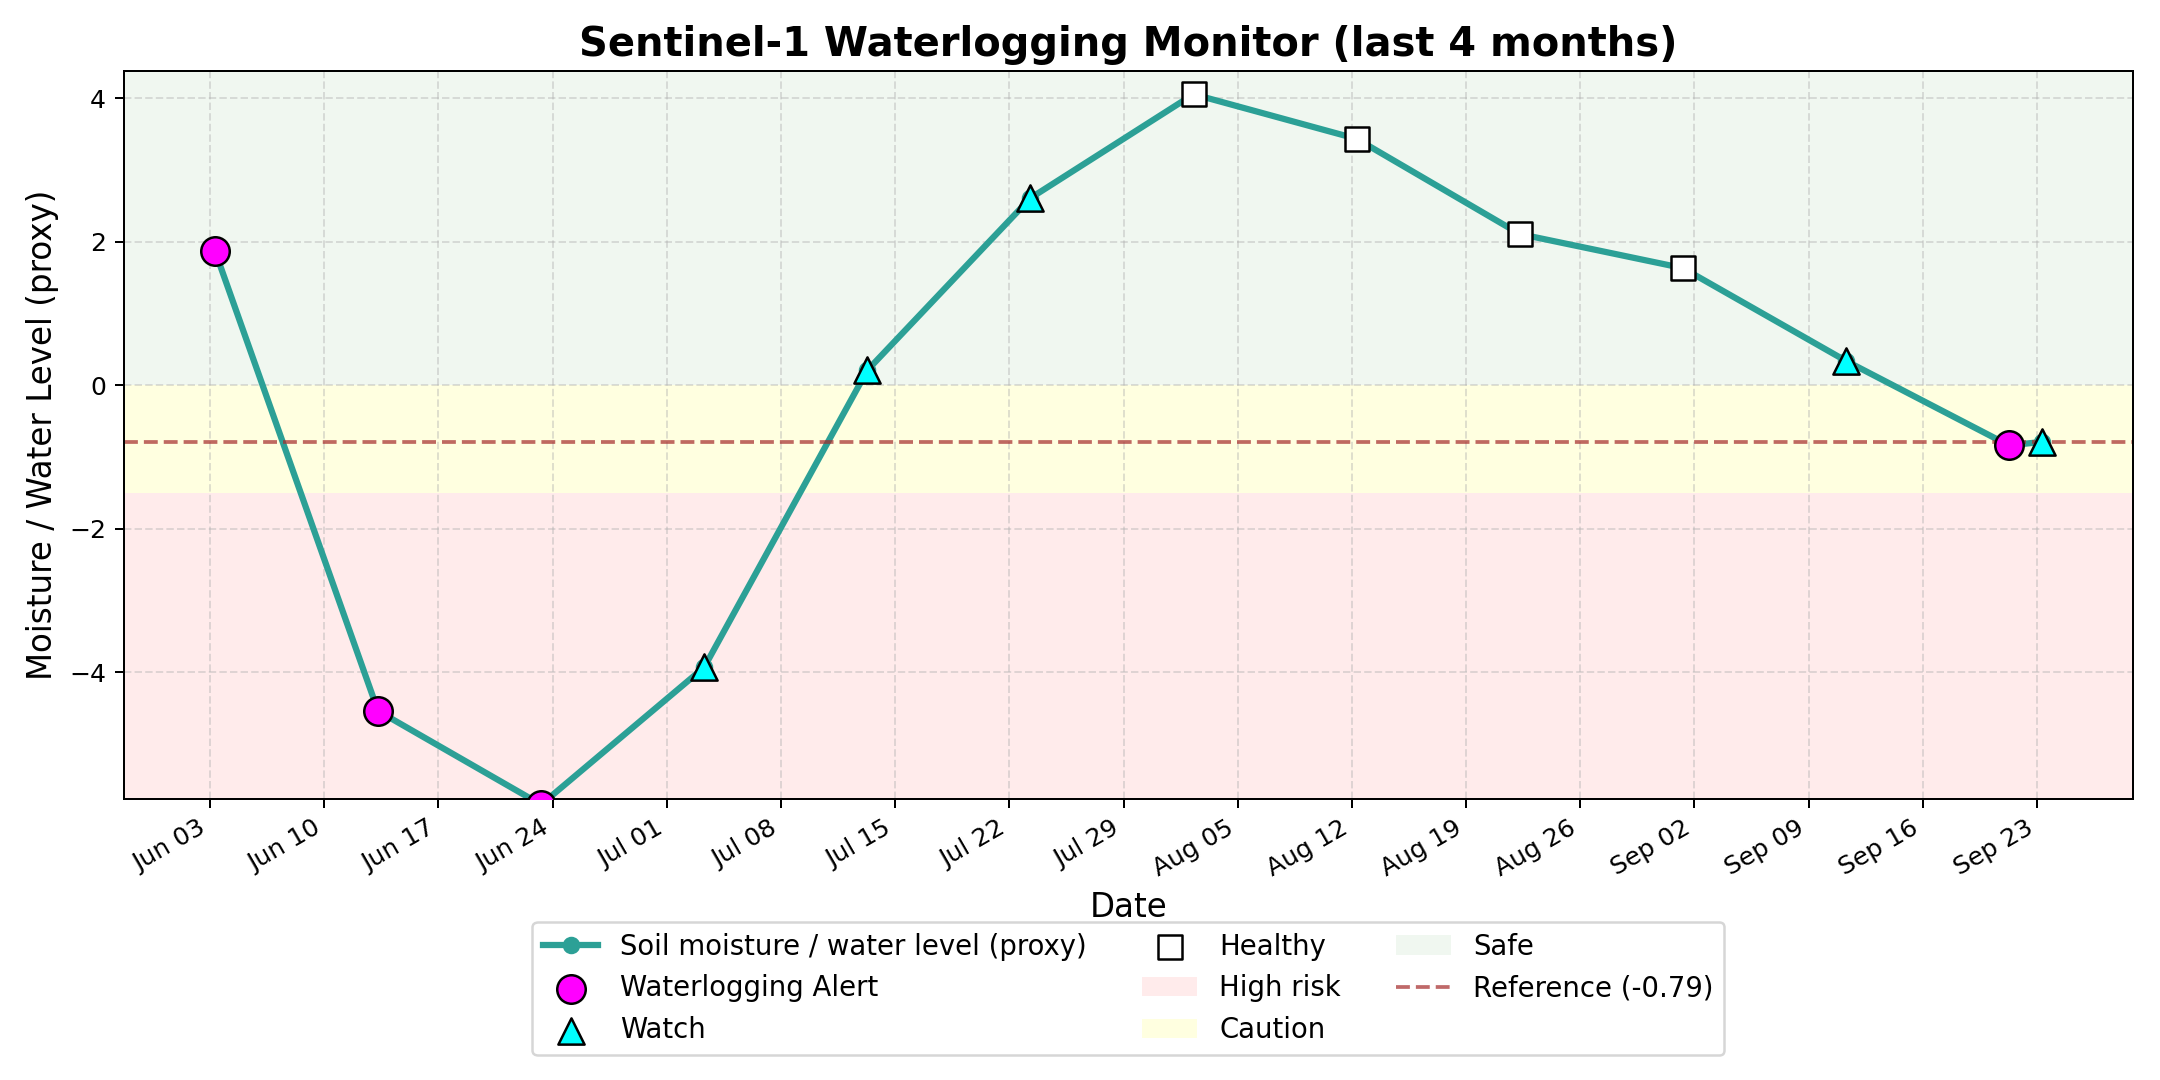 Sentinel-1 Waterlogging Monitor (last 4 months)
Moisture / Water Level (proxy)
4
2
0
−2
−4
Jun 03
Jun 10
Jun 17
Jun 24
Jul 01
Jul 08
Jul 15
Jul 22
Jul 29
Aug 05
Aug 12
Aug 19
Aug 26
Sep 02
Sep 09
Sep 16
Sep 23
Date
Soil moisture / water level (proxy)
Waterlogging Alert
Watch
Healthy
High risk
Caution
Safe
Reference (-0.79)